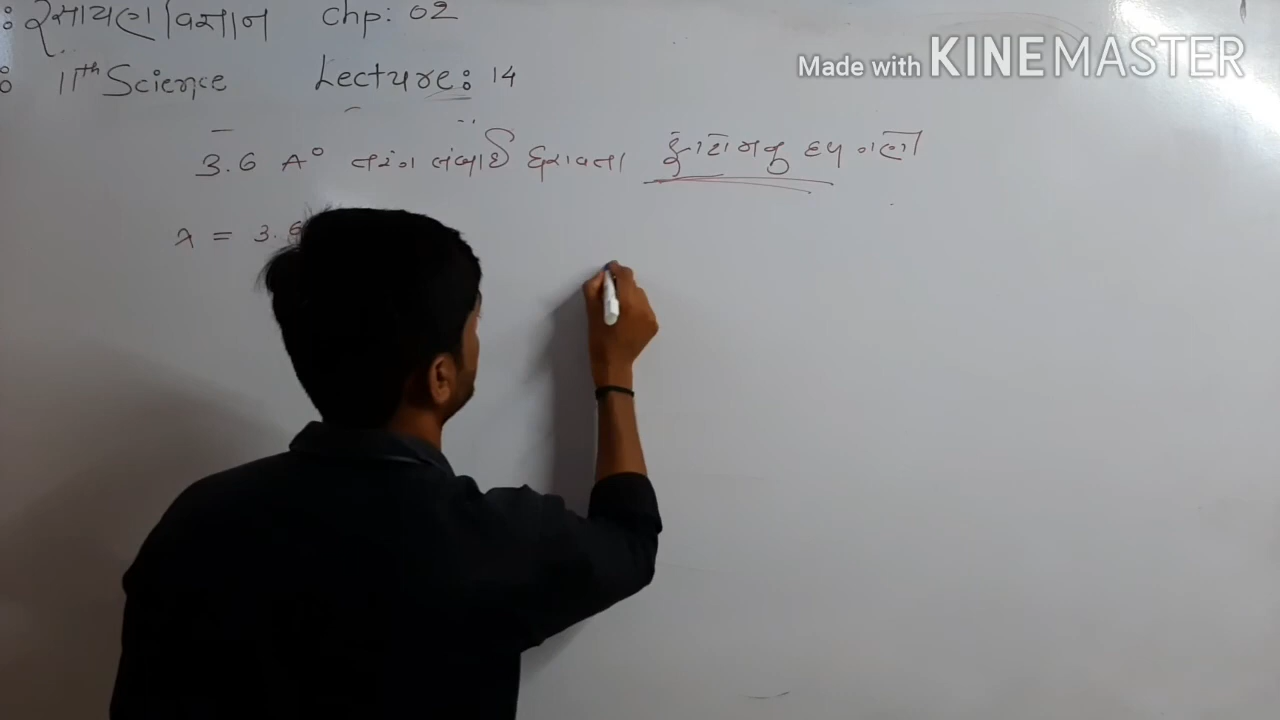 : રસાયણ વિજ્ઞાન Chp: 02
Made with KINEMASTER
: 11th Science Lecture: 14
3.6 A° તરંગ લંબાઈ ધરાવતા ફોટોનનું દળ ગણો
λ = 3.6